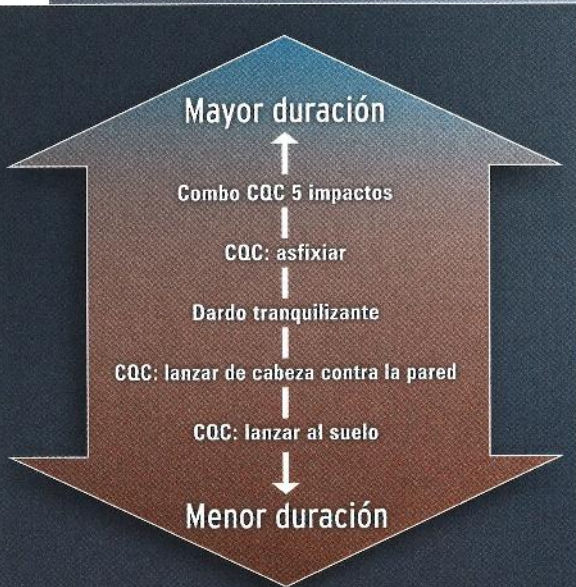 Mayor duración
Combo CQC 5 impactos
CQC: asfixiar
Dardo tranquilizante
CQC: lanzar de cabeza contra la pared
CQC: lanzar al suelo
Menor duración